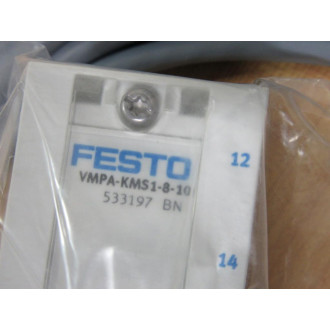 FESTO
VMPA-KMS1-8-10
533197 BN
12
14